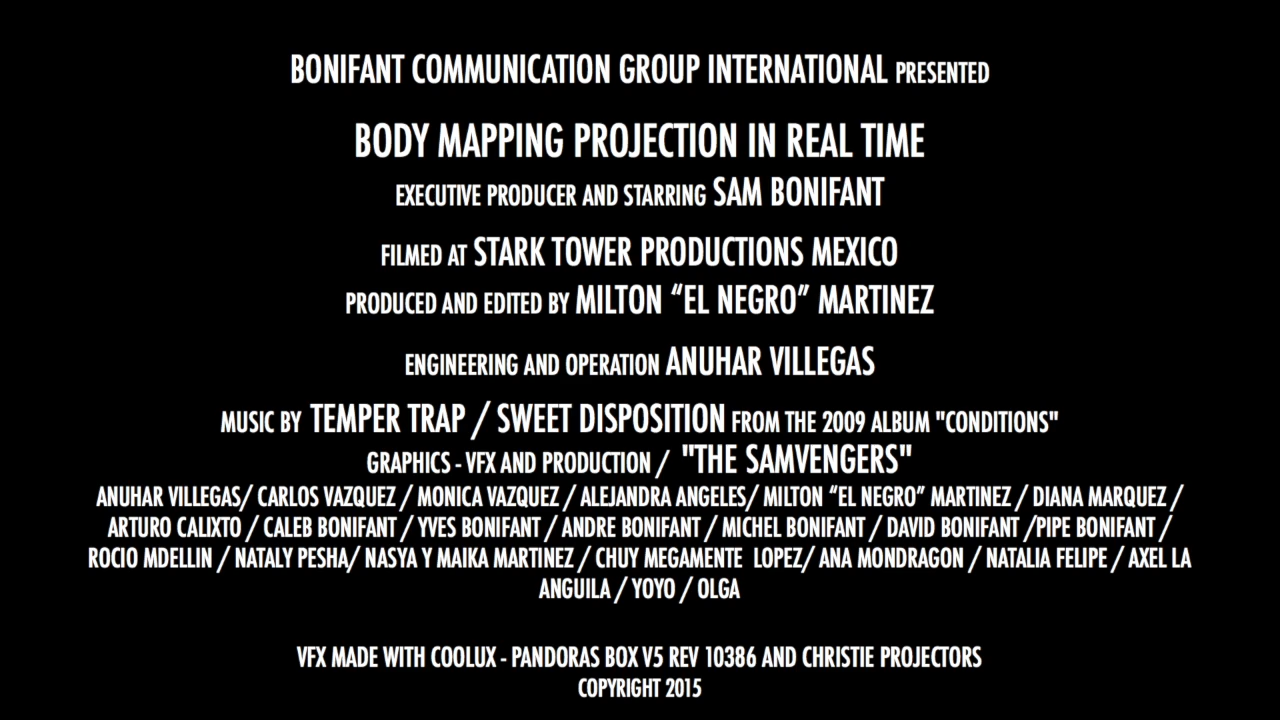 BONIFANT COMMUNICATION GROUP INTERNATIONAL PRESENTED
BODY MAPPING PROJECTION IN REAL TIME
EXECUTIVE PRODUCER AND STARRING SAM BONIFANT
FILMED AT STARK TOWER PRODUCTIONS MEXICO
PRODUCED AND EDITED BY MILTON “EL NEGRO” MARTINEZ
ENGINEERING AND OPERATION ANUHAR VILLEGAS
MUSIC BY TEMPER TRAP / SWEET DISPOSITION FROM THE 2009 ALBUM "CONDITIONS"
GRAPHICS - VFX AND PRODUCTION / "THE SAMVENGERS"
ANUHAR VILLEGAS/ CARLOS VAZQUEZ / MONICA VAZQUEZ / ALEJANDRA ANGELES/ MILTON “EL NEGRO” MARTINEZ / DIANA MARQUEZ /
ARTURO CALIXTO / CALEB BONIFANT / YVES BONIFANT / ANDRE BONIFANT / MICHEL BONIFANT / DAVID BONIFANT /PIPE BONIFANT /
ROCIO MDELLIN / NATALY PESHA/ NASYA Y MAIKA MARTINEZ / CHUY MEGAMENTE LOPEZ/ ANA MONDRAGON / NATALIA FELIPE / AXEL LA
ANGUILA / YOYO / OLGA
VFX MADE WITH COOLUX - PANDORAS BOX V5 REV 10386 AND CHRISTIE PROJECTORS
COPYRIGHT 2015